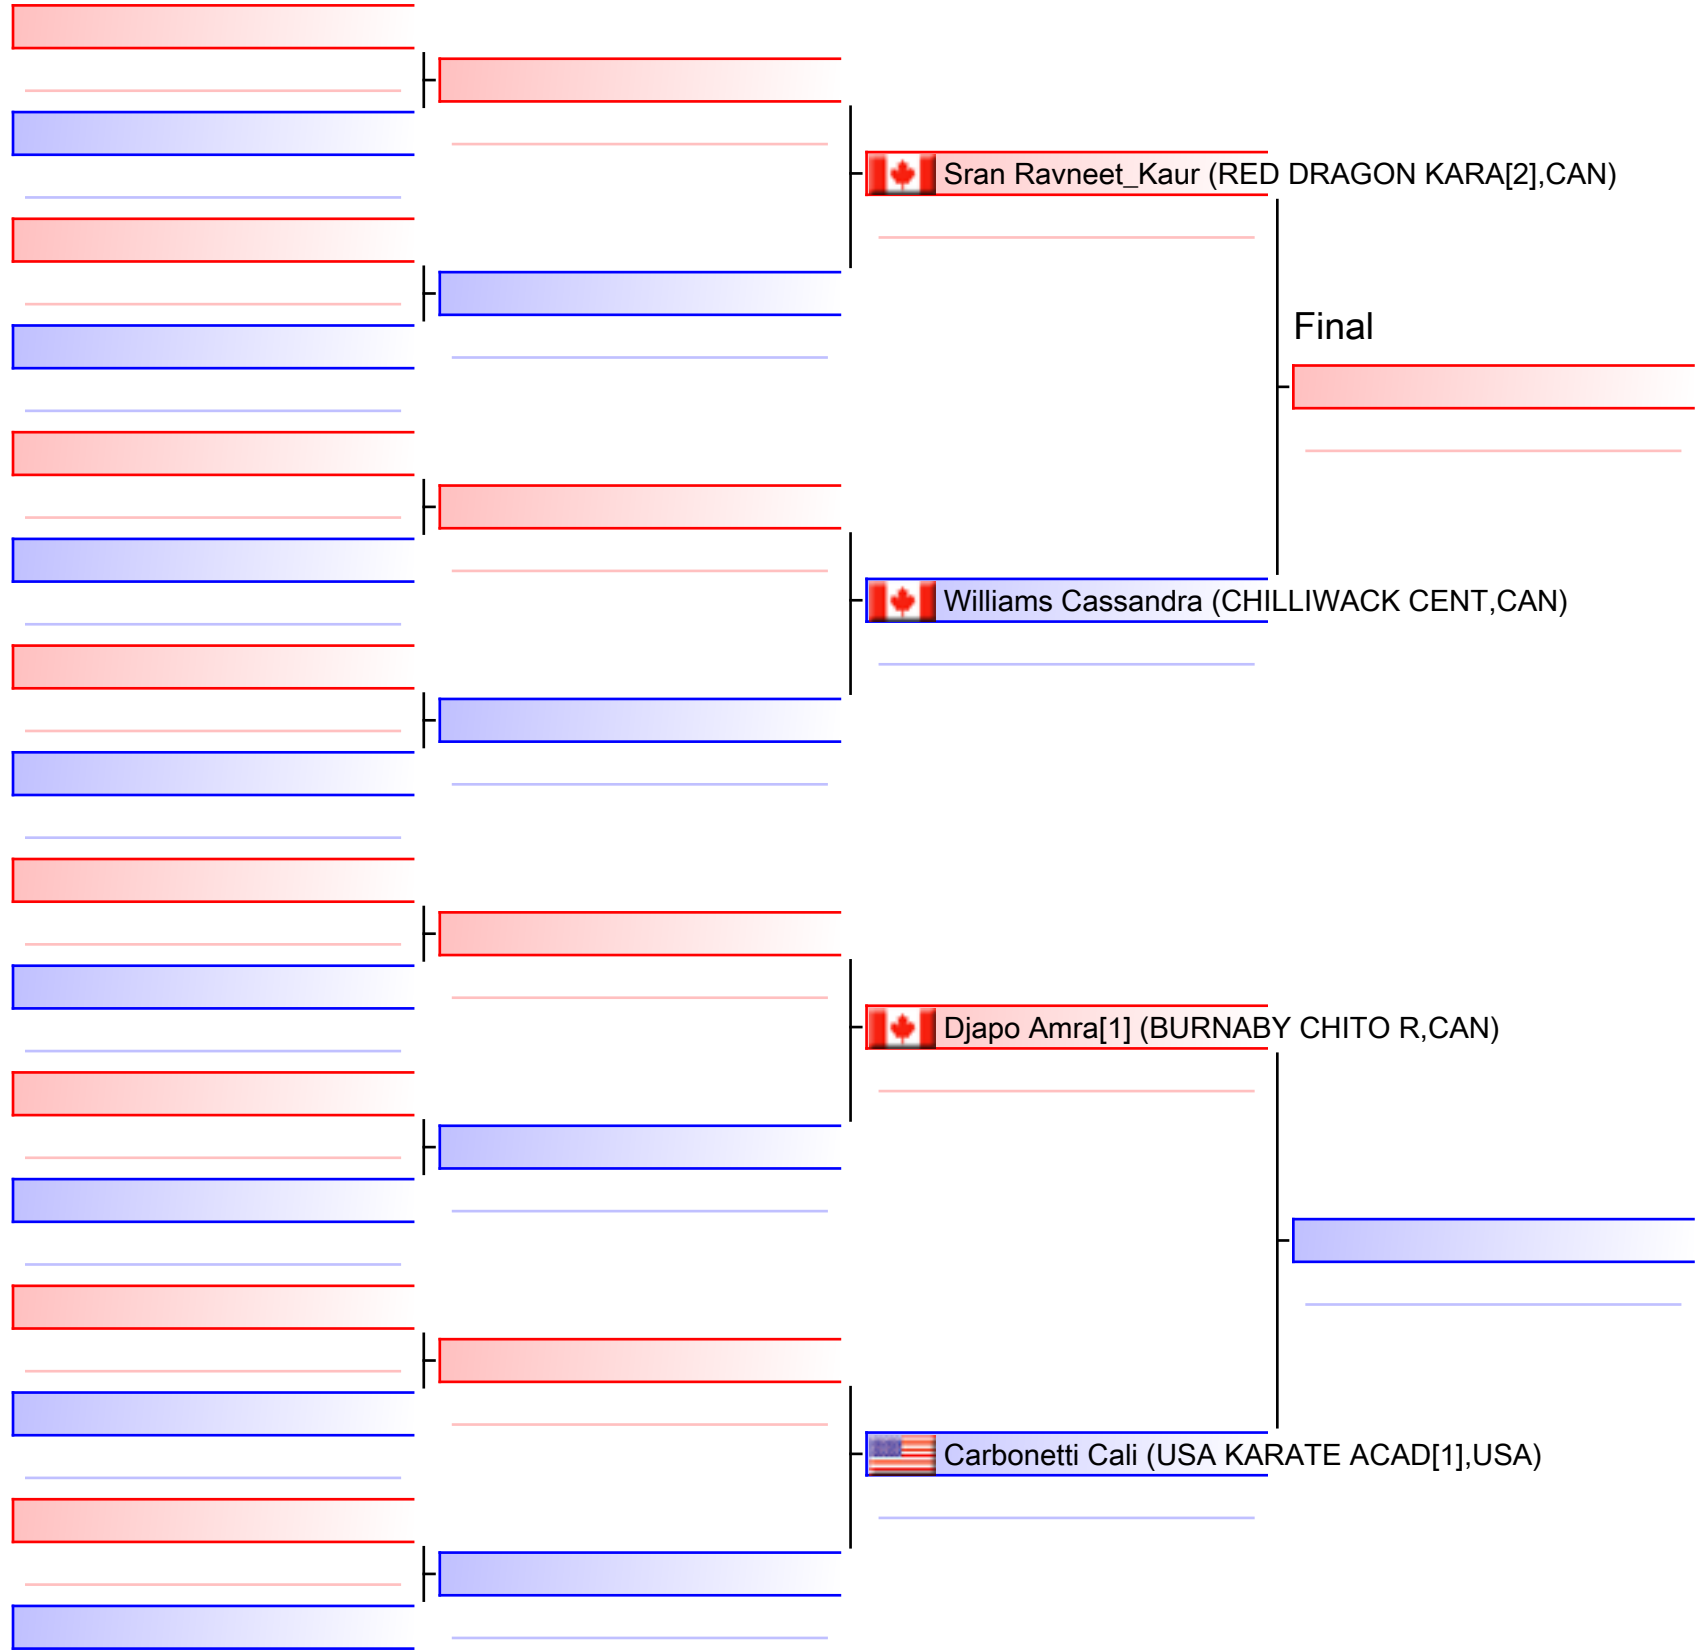 Sran Ravneet_Kaur (RED DRAGON KARA[2],CAN)
Final
Williams Cassandra (CHILLIWACK CENT,CAN)
Djapo Amra[1] (BURNABY CHITO R,CAN)
Carbonetti Cali (USA KARATE ACAD[1],USA)